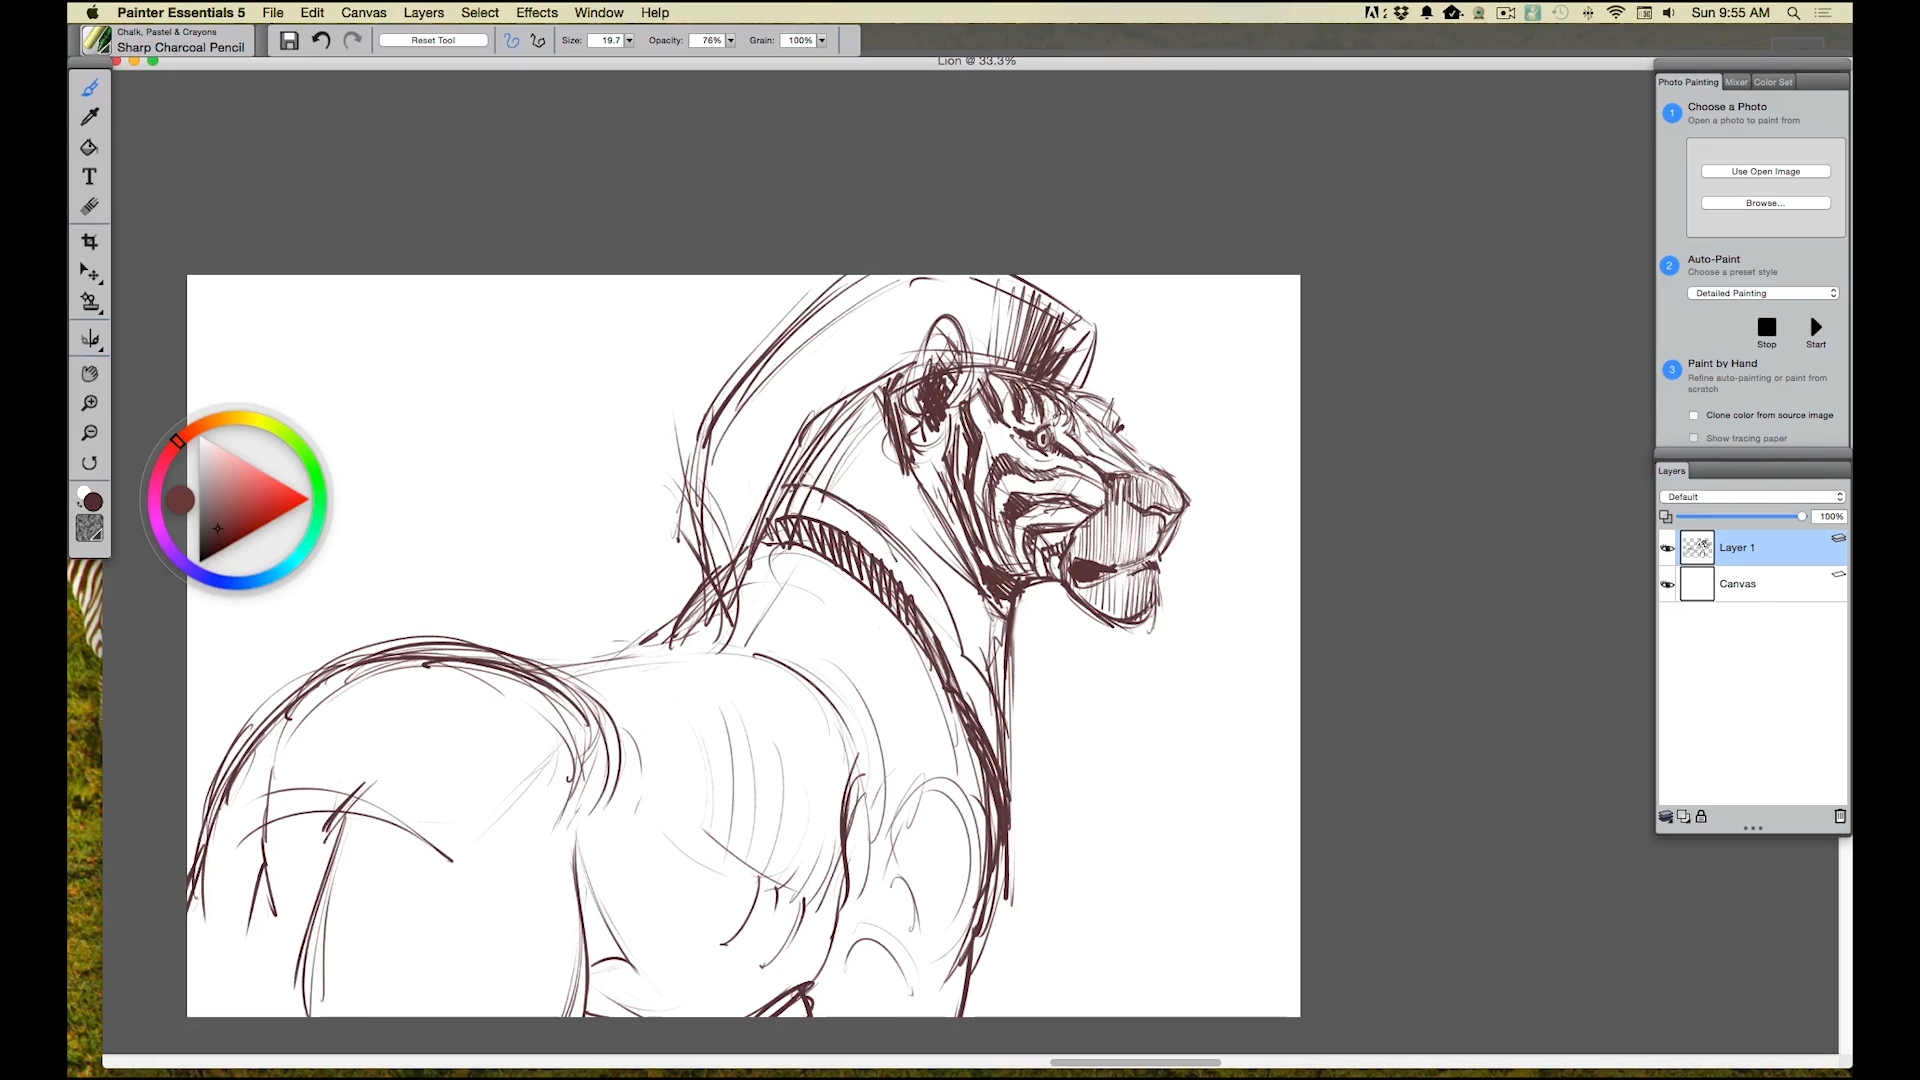 Painter Essentials 5 File Edit Canvas Layers Select Effects Window Help
Sun 9:55 AM
Chalk, Pastel & Crayons
Sharp Charcoal Pencil
Reset Tool
Size: 19.7
Opacity: 76%
Grain: 100%
Lion @ 33.3%
Photo Painting Mixer Color Set
1
Choose a Photo
Open a photo to paint from
Use Open Image
Browse...
2
Auto-Paint
Choose a preset style
Detailed Painting
Stop Start
3
Paint by Hand
Refine auto-painting or paint from
scratch
Clone color from source image
Show tracing paper
Layers
Default
100%
Layer 1
Canvas